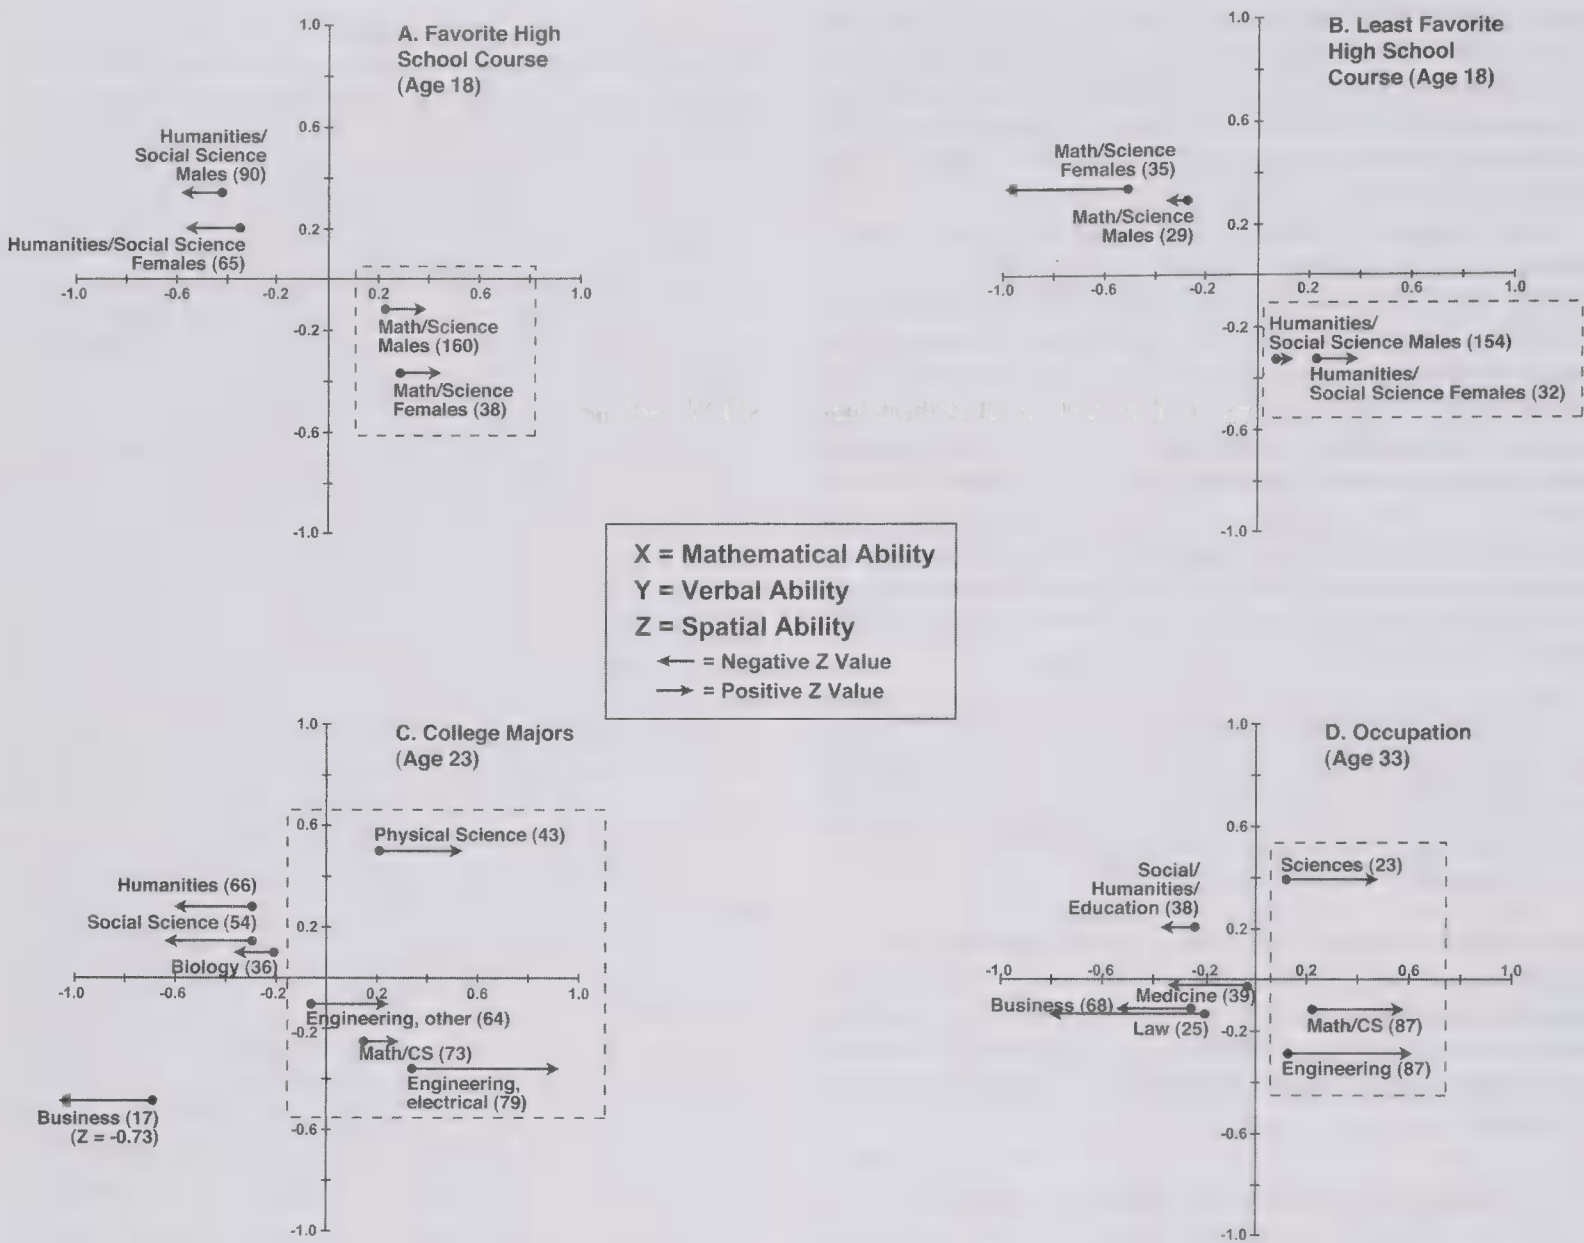 A. Favorite High
School Course
(Age 18)
1.0
0.6
0.2
-0.2
-0.6
-1.0
-1.0
-0.6
-0.2
0.2
0.6
1.0
Humanities/
Social Science
Males (90)
Humanities/Social Science
Females (65)
Math/Science
Males (160)
Math/Science
Females (38)
B. Least Favorite
High School
Course (Age 18)
1.0
0.6
0.2
-0.2
-0.6
-1.0
-1.0
-0.6
-0.2
0.2
0.6
1.0
Math/Science
Females (35)
Math/Science
Males (29)
Humanities/
Social Science Males (154)
Humanities/
Social Science Females (32)
X = Mathematical Ability
Y = Verbal Ability
Z = Spatial Ability
= Negative Z Value
= Positive Z Value
C. College Majors
(Age 23)
1.0
0.6
0.2
-0.2
-0.6
-1.0
-1.0
-0.6
-0.2
0.2
0.6
1.0
Physical Science (43)
Humanities (66)
Social Science (54)
Biology (36)
Engineering, other (64)
Math/CS (73)
Engineering,
electrical (79)
Business (17)
(Z = -0.73)
D. Occupation
(Age 33)
1.0
0.6
0.2
-0.2
-0.6
-1.0
-1.0
-0.6
-0.2
0.2
0.6
1.0
Social/
Humanities/
Education (38)
Sciences (23)
Medicine (39)
Business (68)
Law (25)
Math/CS (87)
Engineering (87)